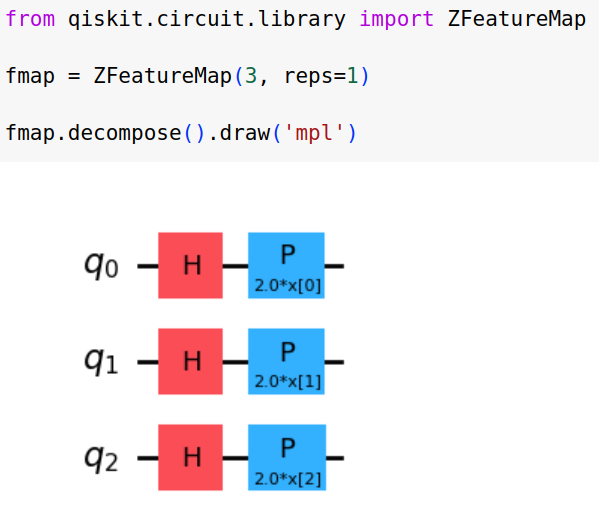 from qiskit.circuit.library import ZFeatureMap
fmap = ZFeatureMap(3, reps=1)
fmap.decompose().draw('mpl')
q0 H P
2.0*x[0]
q1 H P
2.0*x[1]
q2 H P
2.0*x[2]